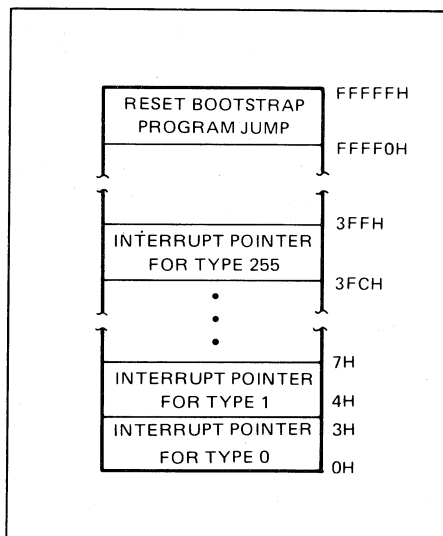 RESET BOOTSTRAP
PROGRAM JUMP
FFFFFH
FFFF0H
3FFH
INTERRUPT POINTER
FOR TYPE 255
3FCH
7H
INTERRUPT POINTER
FOR TYPE 1
4H
INTERRUPT POINTER
3H
FOR TYPE 0
0H